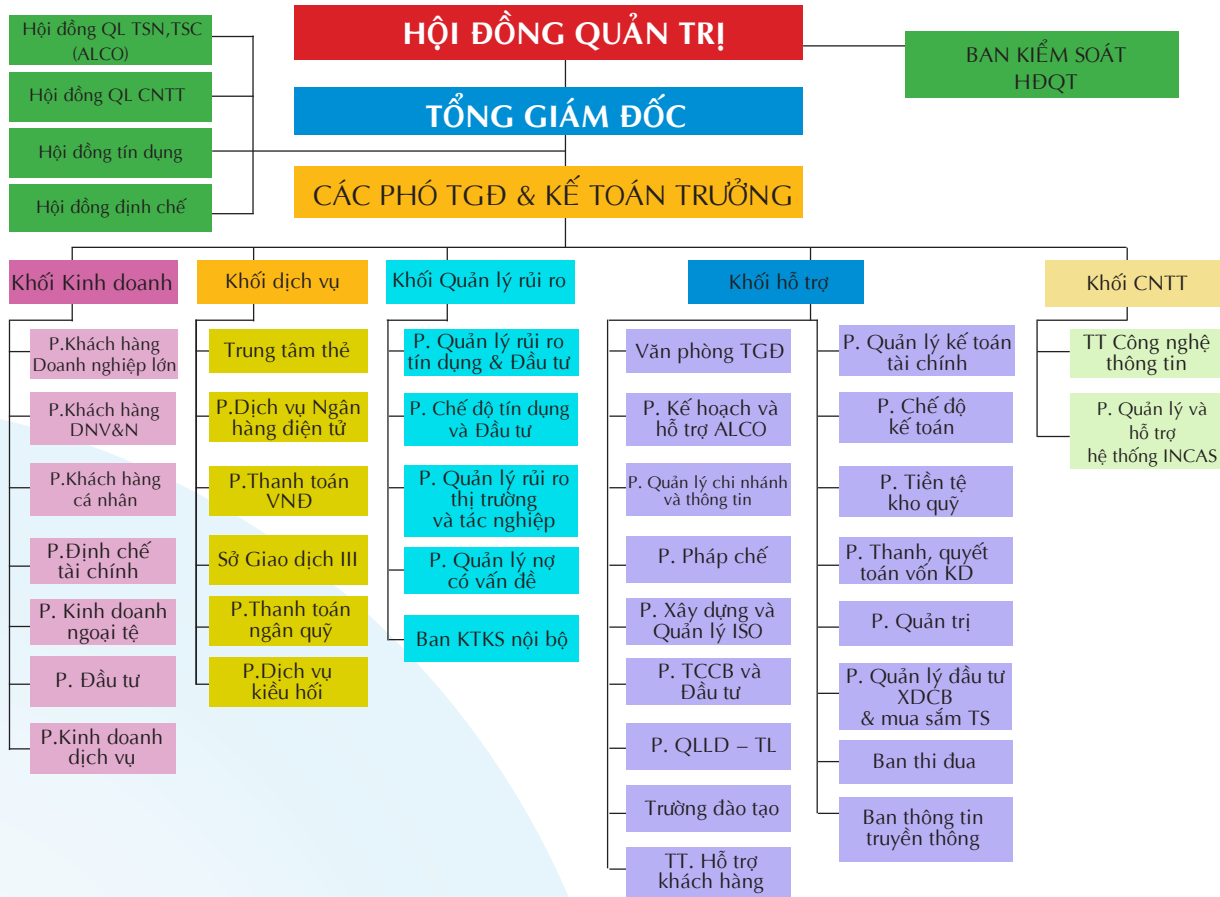 Hội đồng QL TSN,TSC
(ALCO)
Hội đồng QL CNTT
Hội đồng tín dụng
Hội đồng định chế
HỘI ĐỒNG QUẢN TRỊ
TỔNG GIÁM ĐỐC
CÁC PHÓ TGĐ & KẾ TOÁN TRƯỞNG
BAN KIỂM SOÁT
HĐQT
Khối Kinh doanh
P.Khách hàng
Doanh nghiệp lớn
P.Khách hàng
DNV&N
P.Khách hàng
cá nhân
P.Định chế
tài chính
P. Kinh doanh
ngoại tệ
P. Đầu tư
P.Kinh doanh
dịch vụ
Khối dịch vụ
Trung tâm thẻ
P.Dịch vụ Ngân
hàng điện tử
P.Thanh toán
VNĐ
Sở Giao dịch III
P.Thanh toán
ngân quỹ
P.Dịch vụ
kiều hối
Khối Quản lý rủi ro
P. Quản lý rủi ro
tín dụng & Đầu tư
P. Chế độ tín dụng
và Đầu tư
P. Quản lý rủi ro
thị trường
và tác nghiệp
P. Quản lý nợ
có vấn đề
Ban KTKS nội bộ
Khối hỗ trợ
Văn phòng TGĐ
P. Kế hoạch và
hỗ trợ ALCO
P. Quản lý chi nhánh
và thông tin
P. Pháp chế
P. Xây dựng và
Quản lý ISO
P. TCCB và
Đầu tư
P. QLLD – TL
Trường đào tạo
TT. Hỗ trợ
khách hàng
P. Quản lý kế toán
tài chính
P. Chế độ
kế toán
P. Tiền tệ
kho quỹ
P. Thanh, quyết
toán vốn KD
P. Quản trị
P. Quản lý đầu tư
XDCB
& mua sắm TS
Ban thi đua
Ban thông tin
truyền thông
Khối CNTT
TT Công nghệ
thông tin
P. Quản lý và
hỗ trợ
hệ thống INCAS